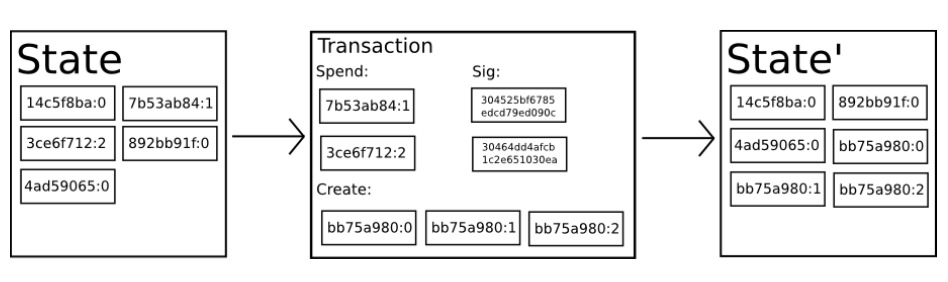 State
14c5f8ba:0 7b53ab84:1
3ce6f712:2 892bb91f:0
4ad59065:0
Transaction
Spend: Sig:
7b53ab84:1
304525bf6785
edcd79ed090c
3ce6f712:2
30464dd4afcb
1c2e651030ea
Create:
bb75a980:0 bb75a980:1 bb75a980:2
State'
14c5f8ba:0 892bb91f:0
4ad59065:0 bb75a980:0
bb75a980:1 bb75a980:2